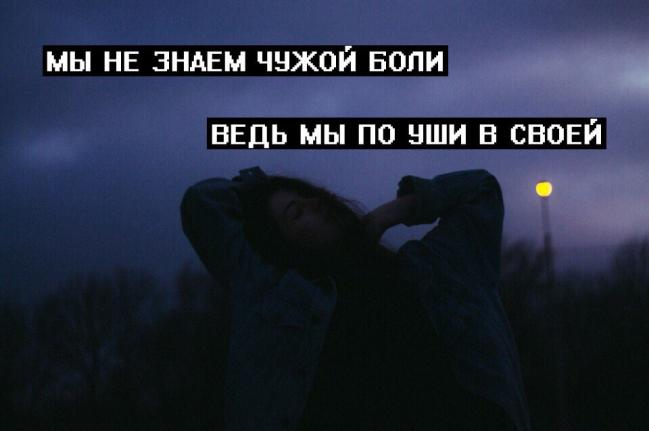 МЫ НЕ ЗНАЕМ ЧУЖОЙ БОЛИ
ВЕДЬ МЫ ПО УШИ В СВОЕЙ